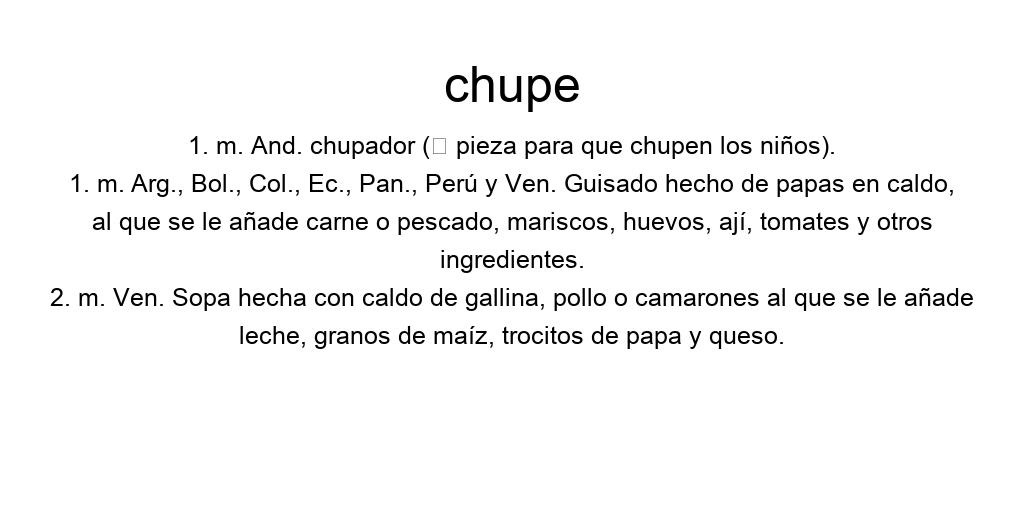 chupe
1. m. And. chupador (□ pieza para que chupen los niños).
1. m. Arg., Bol., Col., Ec., Pan., Perú y Ven. Guisado hecho de papas en caldo,
al que se le añade carne o pescado, mariscos, huevos, ají, tomates y otros
ingredientes.
2. m. Ven. Sopa hecha con caldo de gallina, pollo o camarones al que se le añade
leche, granos de maíz, trocitos de papa y queso.